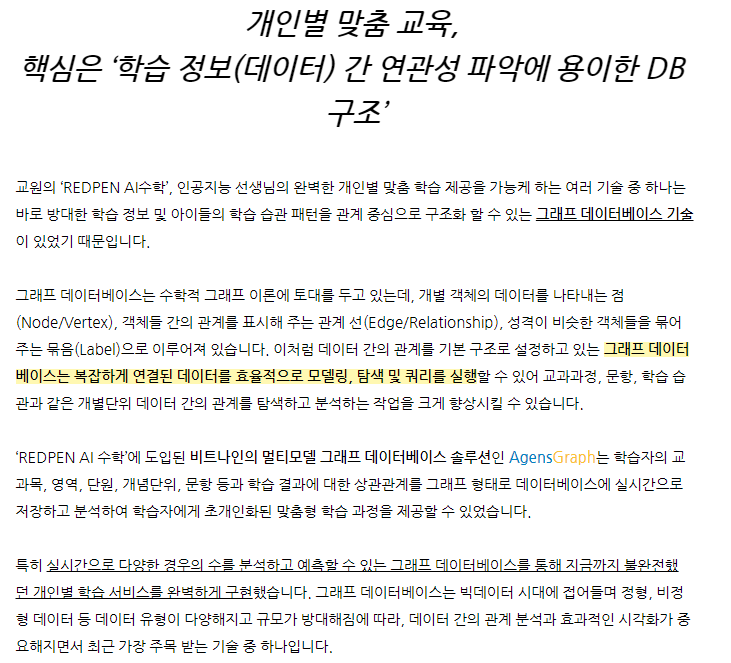 개인별 맞춤 교육,
핵심은 ‘학습 정보(데이터) 간 연관성 파악에 용이한 DB
구조’
교원의 ‘REDPEN AI수학’, 인공지능 선생님의 완벽한 개인별 맞춤 학습 제공을 가능케 하는 여러 기술 중 하나는
바로 방대한 학습 정보 및 아이들의 학습 습관 패턴을 관계 중심으로 구조화 할 수 있는 그래프 데이터베이스 기술
이 있었기 때문입니다.
그래프 데이터베이스는 수학적 그래프 이론에 토대를 두고 있는데, 개별 객체의 데이터를 나타내는 점
(Node/Vertex), 객체들 간의 관계를 표시해 주는 관계 선(Edge/Relationship), 성격이 비슷한 객체들을 묶어
주는 묶음(Label)으로 이루어져 있습니다. 이처럼 데이터 간의 관계를 기본 구조로 설정하고 있는 그래프 데이터
베이스는 복잡하게 연결된 데이터를 효율적으로 모델링, 탐색 및 쿼리를 실행할 수 있어 교과과정, 문항, 학습 습
관과 같은 개별단위 데이터 간의 관계를 탐색하고 분석하는 작업을 크게 향상시킬 수 있습니다.
‘REDPEN AI 수학’에 도입된 비트나인의 멀티모델 그래프 데이터베이스 솔루션인 AgensGraph는 학습자의 교
과목, 영역, 단원, 개념단위, 문항 등과 학습 결과에 대한 상관관계를 그래프 형태로 데이터베이스에 실시간으로
저장하고 분석하여 학습자에게 초개인화된 맞춤형 학습 과정을 제공할 수 있었습니다.
특히 실시간으로 다양한 경우의 수를 분석하고 예측할 수 있는 그래프 데이터베이스를 통해 지금까지 불완전했
던 개인별 학습 서비스를 완벽하게 구현했습니다. 그래프 데이터베이스는 빅데이터 시대에 접어들며 정형, 비정
형 데이터 등 데이터 유형이 다양해지고 규모가 방대해짐에 따라, 데이터 간의 관계 분석과 효과적인 시각화가 중
요해지면서 최근 가장 주목 받는 기술 중 하나입니다.